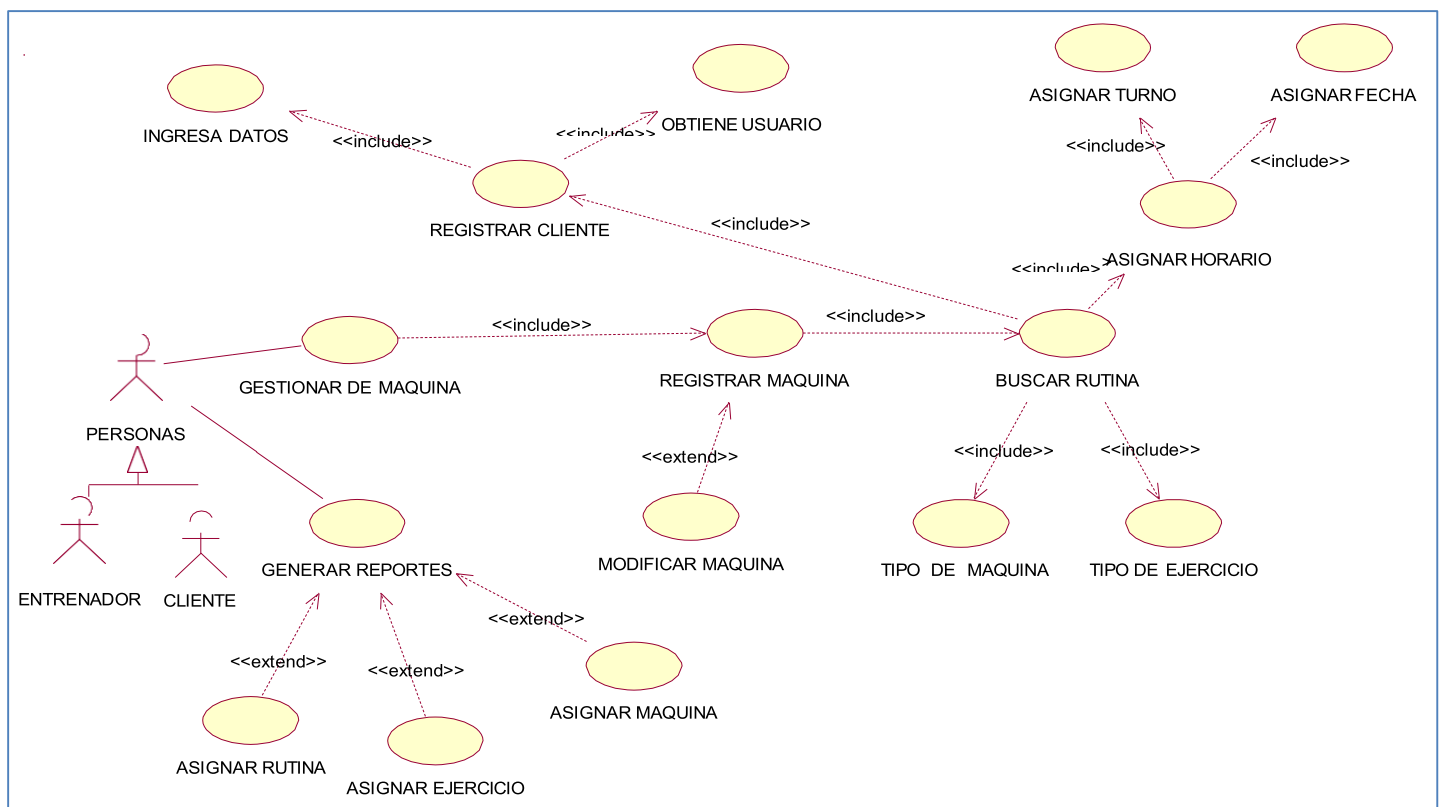 ASIGNAR TURNO
ASIGNAR FECHA
INGRESA DATOS
OBTIENE USUARIO
<<include>>
<<include>>
<<include>>
<<include>>
REGISTRAR CLIENTE
<<include>>
<<include>>
ASIGNAR HORARIO
<<include>>
<<include>>
GESTIONAR DE MAQUINA
REGISTRAR MAQUINA
BUSCAR RUTINA
PERSONAS
<<extend>>
<<include>>
<<include>>
ENTRENADOR
CLIENTE
GENERAR REPORTES
MODIFICAR MAQUINA
TIPO DE MAQUINA
TIPO DE EJERCICIO
<<extend>>
<<extend>>
<<extend>>
ASIGNAR MAQUINA
ASIGNAR RUTINA
ASIGNAR EJERCICIO